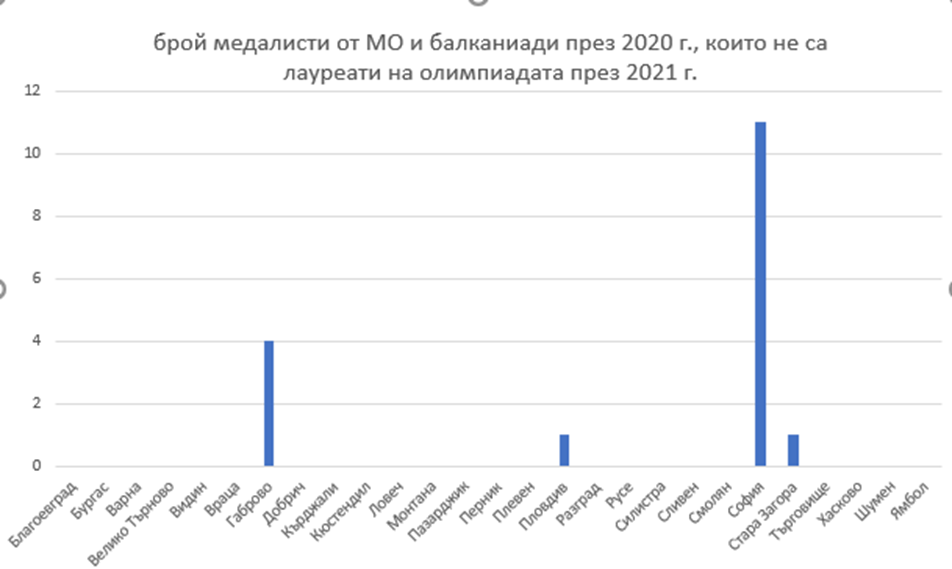 брой медалисти от МО и балканиади през 2020 г., които не са
лауреати на олимпиадата през 2021 г.
12
10
8
6
4
2
0
Благоевград
Бургас
Варна
Велико Търново
Видин
Враца
Габрово
Добрич
Кърджали
Кюстендил
Ловеч
Монтана
Пазарджик
Перник
Плевен
Пловдив
Разград
Русе
Силистра
Сливен
Смолян
София
Стара Загора
Търговище
Хасково
Шумен
Ямбол